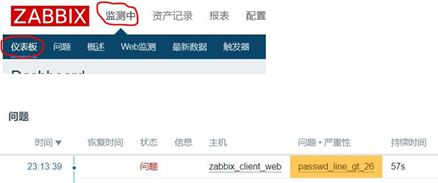 ZABBIX 监测中 资产记录 报表 配置
仪表板 问题 概述 Web监测 最新数据 触发器
问题
时间▼ 恢复时间 状态 信息 主机 问题・严重性 持续时间
23:13:39 问题 zabbix_client_web passwd_line_gt_26 57s